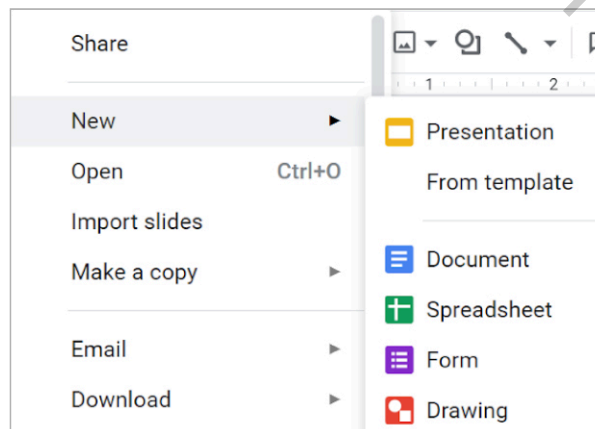 Share
1
2
New
Open Ctrl+O
Import slides
Make a copy
Email
Download
Presentation
From template
Document
Spreadsheet
Form
Drawing